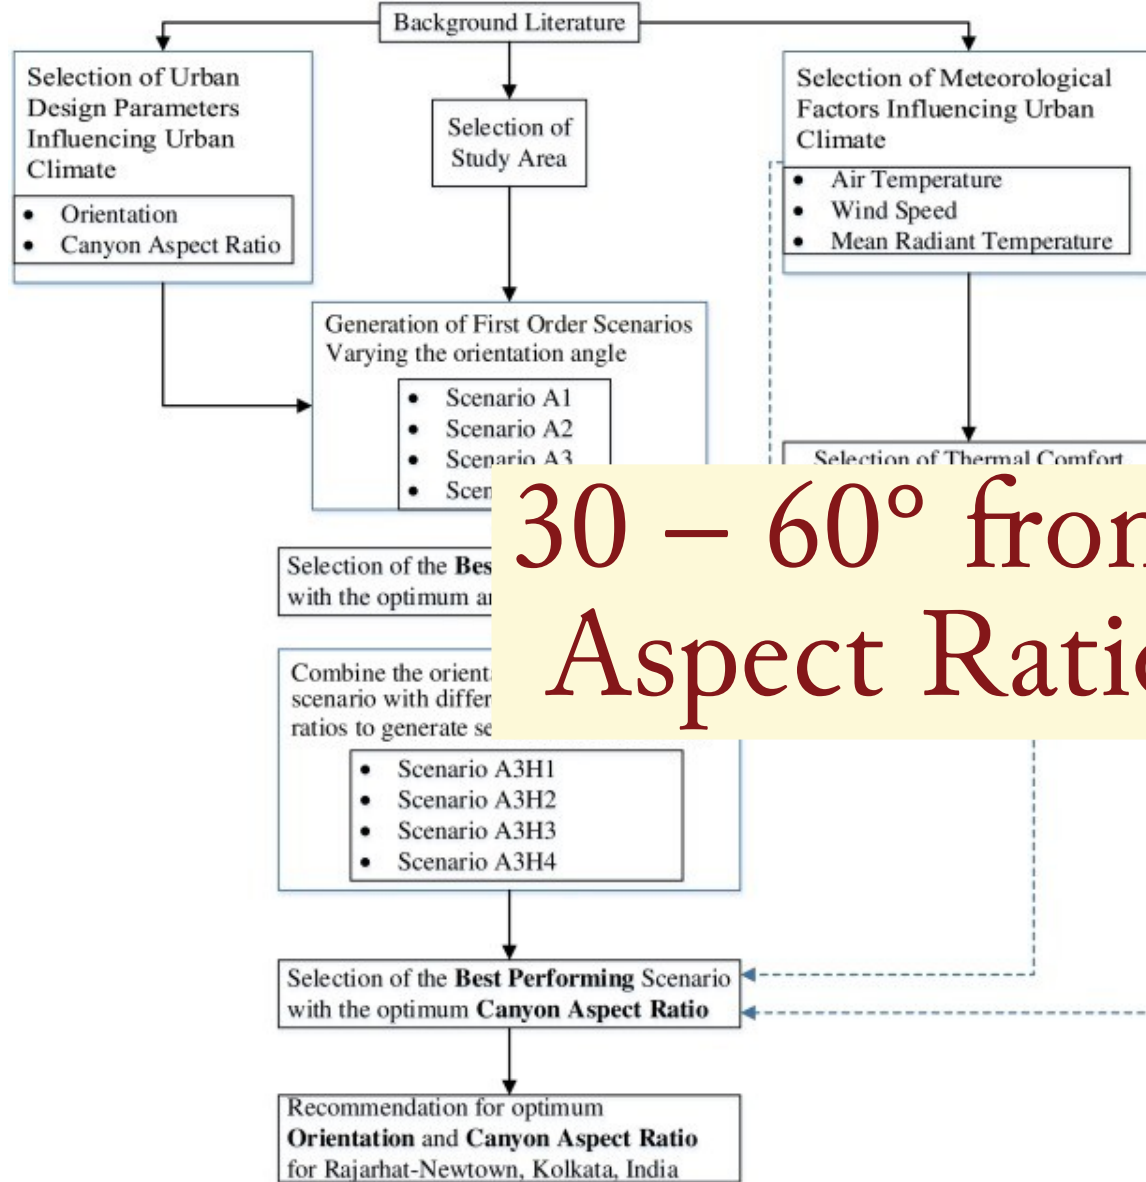 Background Literature
Selection of Urban
Design Parameters
Influencing Urban
Climate
• Orientation
• Canyon Aspect Ratio
Selection of
Study Area
Selection of Meteorological
Factors Influencing Urban
Climate
• Air Temperature
• Wind Speed
• Mean Radiant Temperature
Generation of First Order Scenarios
Varying the orientation angle
• Scenario A1
• Scenario A2
• Scenario A3
Selection of Thermal Comfort
30 – 60°
Aspect
Selection of the
with the optimum
Combine the
scenario with
ratios to generate
• Scenario A3H1
• Scenario A3H2
• Scenario A3H3
• Scenario A3H4
Selection of the Best Performing Scenario
with the optimum Canyon Aspect Ratio
Recommendation for optimum
Orientation and Canyon Aspect Ratio
for Rajarhat-Newtown, Kolkata, India